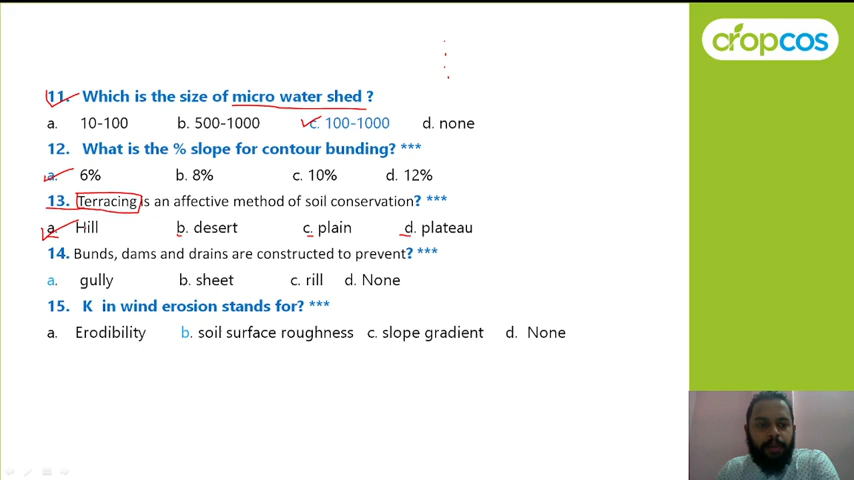 cropcos
11. Which is the size of micro water shed ?
a. 10-100 b. 500-1000 c. 100-1000 d. none
12. What is the % slope for contour bunding? ***
a. 6% b. 8% c. 10% d. 12%
13. Terracing is an affective method of soil conservation? ***
a. Hill b. desert c. plain d. plateau
14. Bunds, dams and drains are constructed to prevent? ***
a. gully b. sheet c. rill d. None
15. K in wind erosion stands for? ***
a. Erodibility b. soil surface roughness c. slope gradient d. None